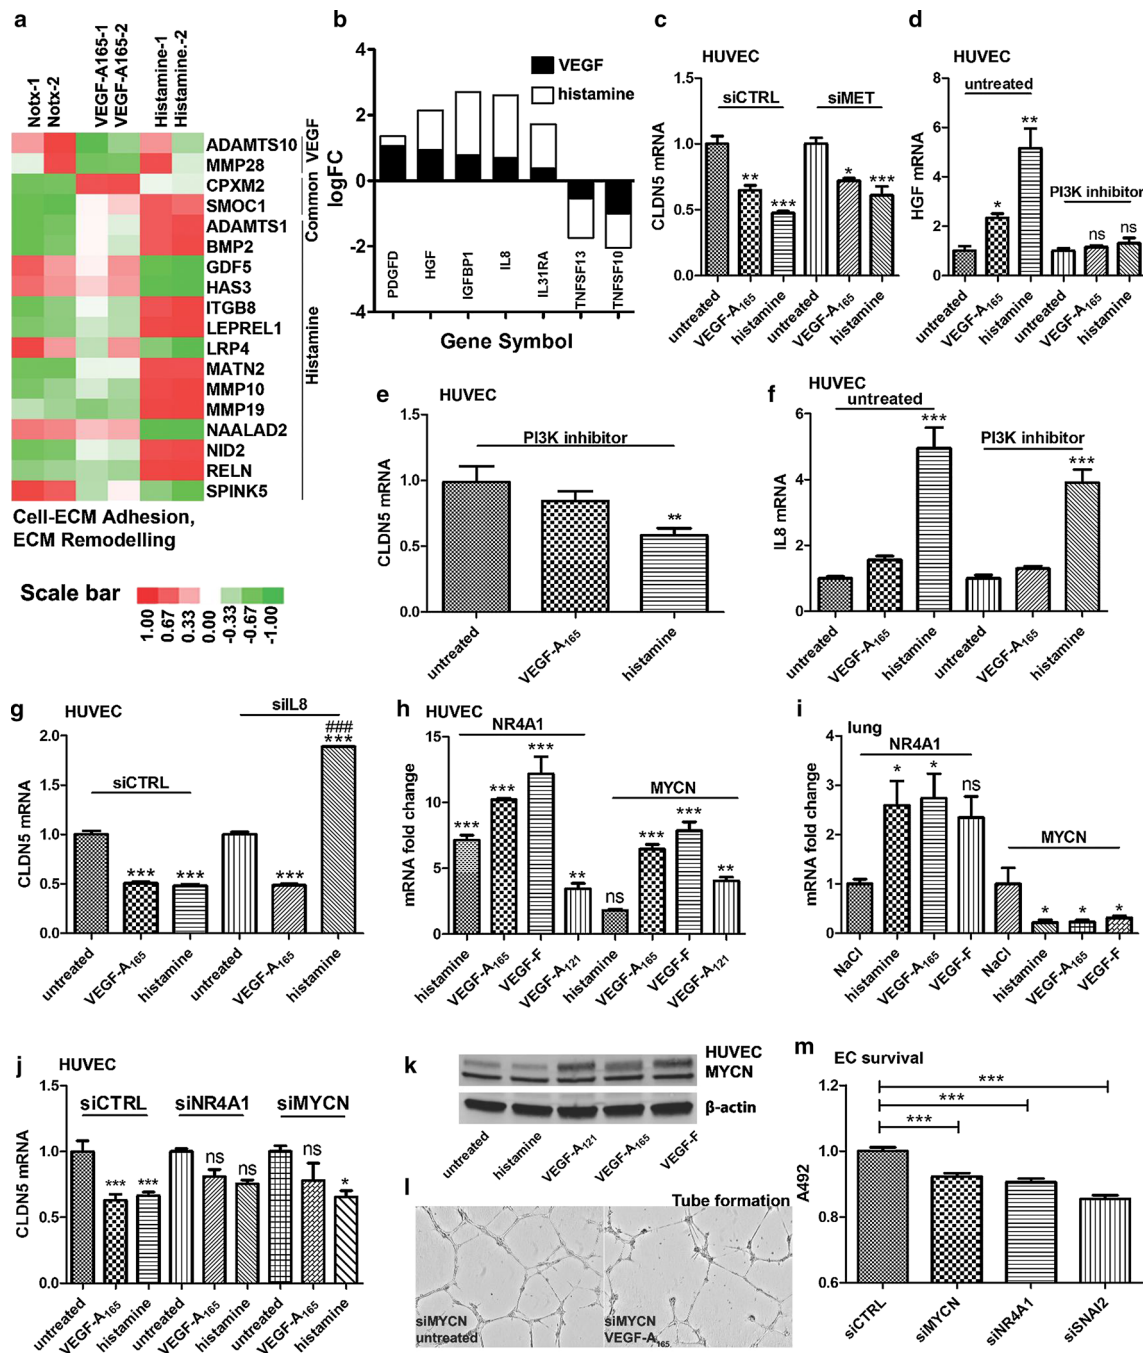 a
Notx-1
Notx-2
VEGF-A165-1
VEGF-A165-2
Histamine-1
Histamine.-2
ADAMTS10
MMP28
CPXM2
SMOC1
ADAMTS1
BMP2
GDF5
HAS3
ITGB8
LEPREL1
LRP4
MATN2
MMP10
MMP19
NAALAD2
NID2
RELN
SPINK5
VEGF
Common
Histamine
Cell-ECM Adhesion,
ECM Remodelling
Scale bar
1.00
0.67
0.33
0.00
-0.33
-0.67
-1.00
b
4
2
0
-2
-4
logFC
VEGF
histamine
PDGFD
HGF
IGFBP1
IL8
IL31RA
TNFSF13
TNFSF10
Gene Symbol
c
HUVEC
1.5
1.0
0.5
0.0
CLDN5 mRNA
siCTRL
siMET
**
***
*
***
untreated
VEGF-A165
histamine
untreated
VEGF-A165
histamine
d
HUVEC
8
6
4
2
0
HGF mRNA
untreated
PI3K inhibitor
*
**
ns
ns
untreated
VEGF-A165
histamine
untreated
VEGF-A165
histamine
e
HUVEC
1.5
1.0
0.5
0.0
CLDN5 mRNA
PI3K inhibitor
**
untreated
VEGF-A165
histamine
f
HUVEC
6
4
2
0
IL8 mRNA
untreated
PI3K inhibitor
***
***
untreated
VEGF-A165
histamine
untreated
VEGF-A165
histamine
g
HUVEC
2.0
1.5
1.0
0.5
0.0
CLDN5 mRNA
siCTRL
siIL8
***
***
***
###
***
untreated
VEGF-A165
histamine
untreated
VEGF-A165
histamine
h
HUVEC
15
10
5
0
mRNA fold change
NR4A1
MYCN
***
***
***
**
ns
***
***
**
histamine
VEGF-A165
VEGF-F
VEGF-A121
histamine
VEGF-A165
VEGF-F
VEGF-A121
i
lung
4
3
2
1
0
mRNA fold change
NR4A1
MYCN
*
*
ns
*
*
*
NaCl
histamine
VEGF-A165
VEGF-F
NaCl
histamine
VEGF-A165
VEGF-F
j
HUVEC
1.5
1.0
0.5
0.0
CLDN5 mRNA
siCTRL
siNR4A1
siMYCN
***
***
ns
ns
ns
*
untreated
VEGF-A165
histamine
untreated
VEGF-A165
histamine
untreated
VEGF-A165
histamine
k
HUVEC
MYCN
β-actin
untreated
histamine
VEGF-A121
VEGF-A165
VEGF-F
l
Tube formation
siMYCN
untreated
siMYCN
VEGF-A165
m
EC survival
1.2
1.0
0.8
0.6
A492
***
***
***
siCTRL
siMYCN
siNR4A1
siSNAI2